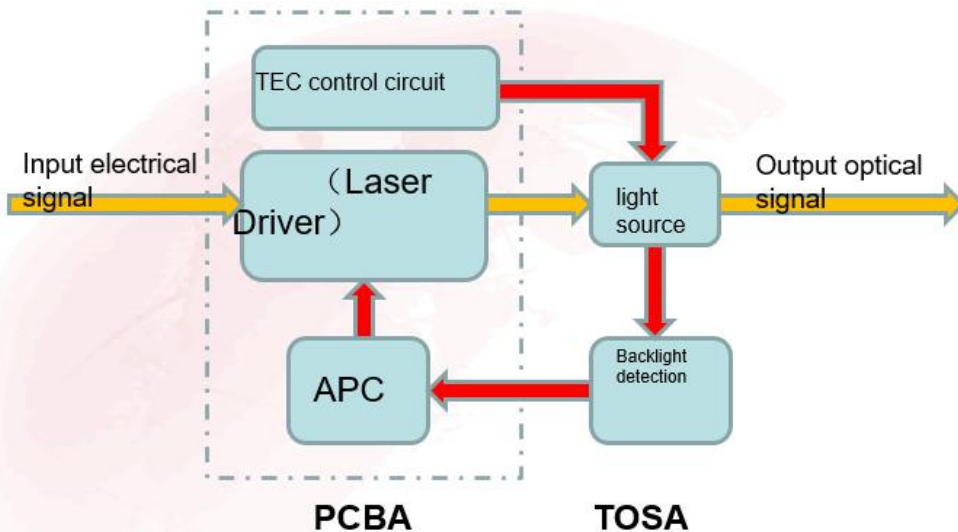 TEC control circuit
Input electrical
signal
（Laser
Driver）
light
source
Output optical
signal
APC
Backlight
detection
PCBA
TOSA